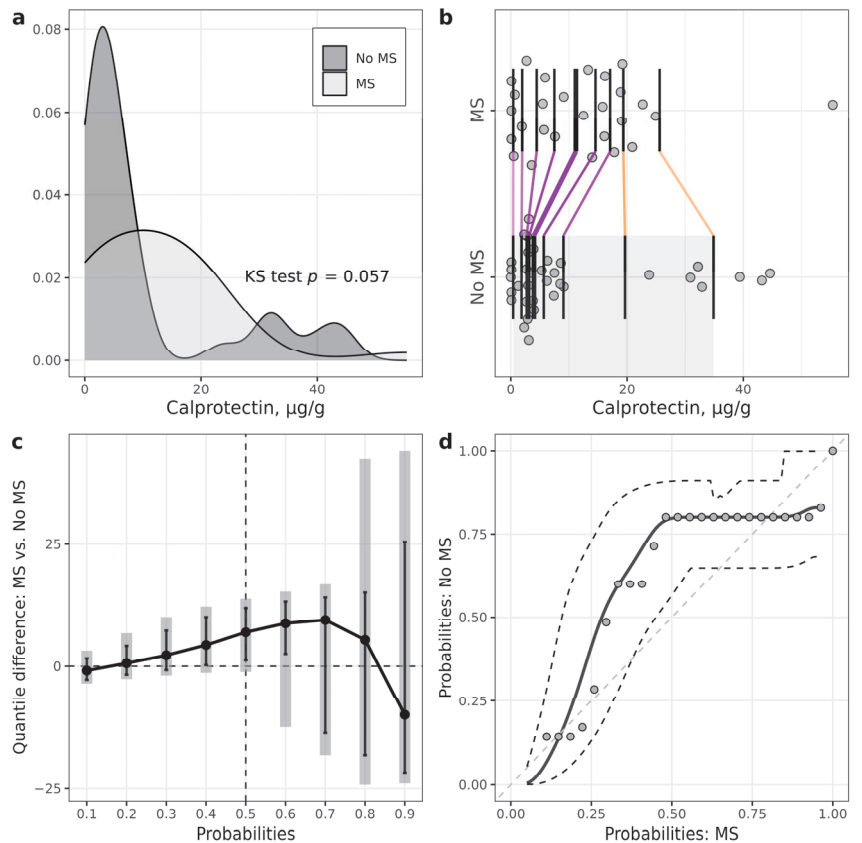 a
0.08
0.06
0.04
0.02
0.00
No MS
MS
KS test p = 0.057
0
20
40
Calprotectin, µg/g
b
MS
No MS
0
20
40
Calprotectin, µg/g
c
Quantile difference: MS vs. No MS
25
0
−25
0.1
0.2
0.3
0.4
0.5
0.6
0.7
0.8
0.9
Probabilities
d
Probabilities: No MS
1.00
0.75
0.50
0.25
0.00
0.00
0.25
0.50
0.75
1.00
Probabilities: MS